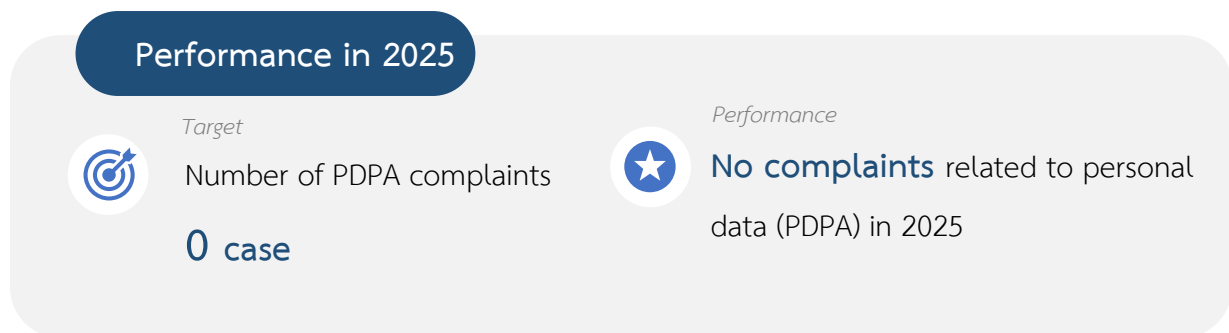 Performance in 2025
Target
Number of PDPA complaints
0 case
Performance
No complaints related to personal
data (PDPA) in 2025